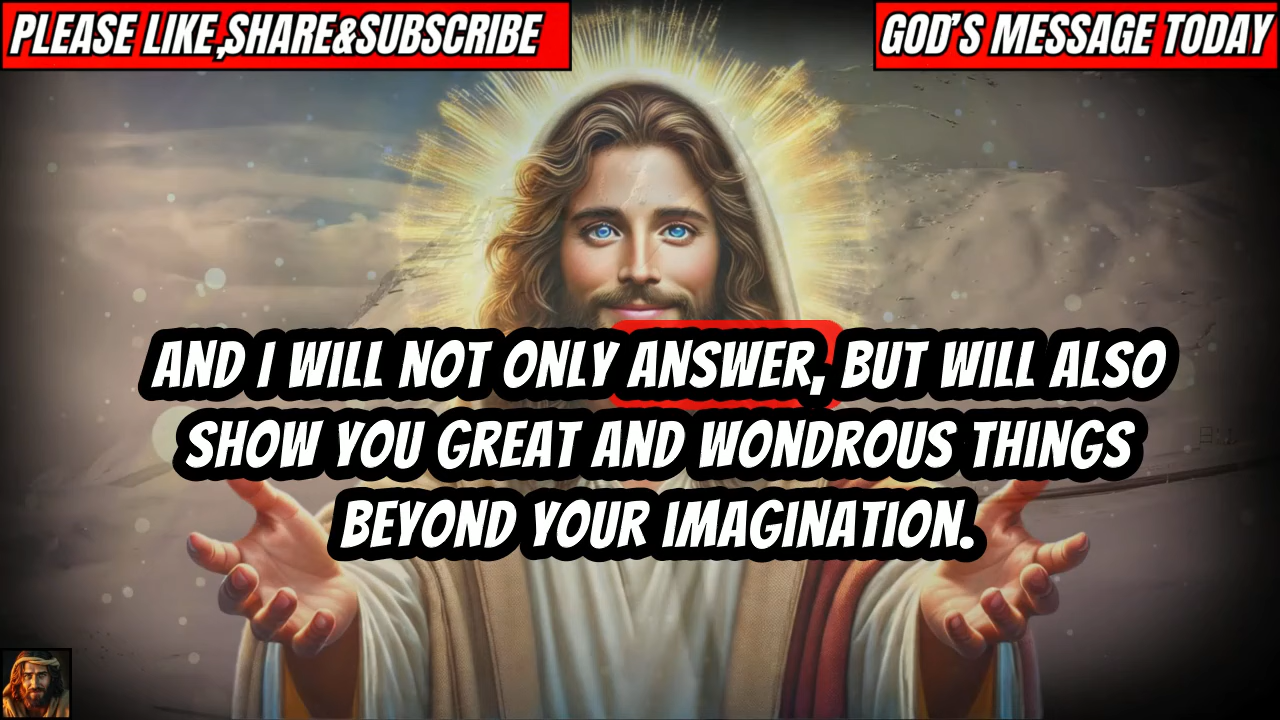 PLEASE LIKE,SHARE&SUBSCRIBE
GOD'S MESSAGE TODAY
AND I WILL NOT ONLY ANSWER, BUT WILL ALSO
SHOW YOU GREAT AND WONDROUS THINGS
BEYOND YOUR IMAGINATION.